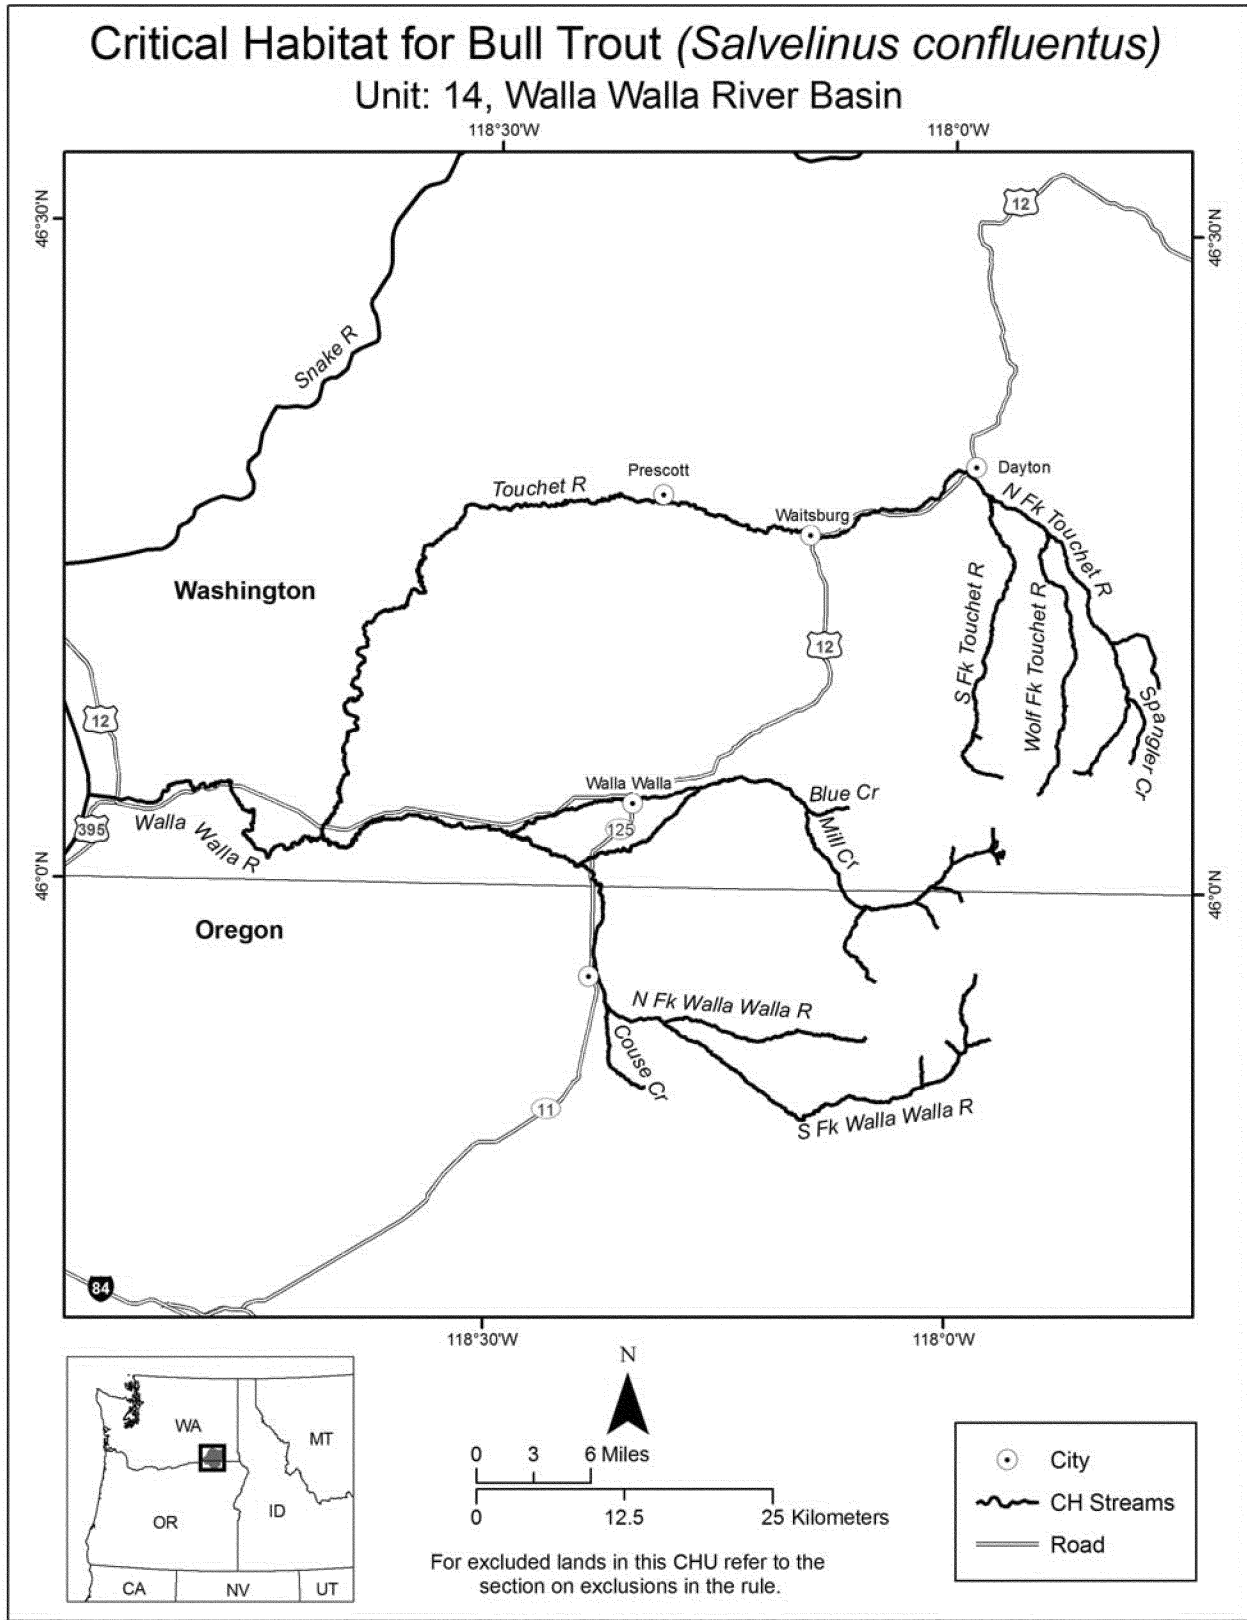 Critical Habitat for Bull Trout (Salvelinus confluentus)
Unit: 14, Walla Walla River Basin
118°30'W
118°0'W
46°30'N
46°30'N
12
Snake R
Prescott
Dayton
Touchet R
Waitsburg
N Fk Touchet R
Washington
S Fk Touchet R
Wolf Fk Touchet R
12
Spangler Cr
12
Walla Walla
Blue Cr
395
Walla
Walla R
125
Mill Cr
46°0'N
46°0'N
Oregon
N Fk Walla Walla R
Couse Cr
11
S Fk Walla Walla R
84
118°30'W
118°0'W
N
WA
MT
OR
ID
CA
NV
UT
0 3 6 Miles
0 12.5 25 Kilometers
For excluded lands in this CHU refer to the
section on exclusions in the rule.
City
CH Streams
Road